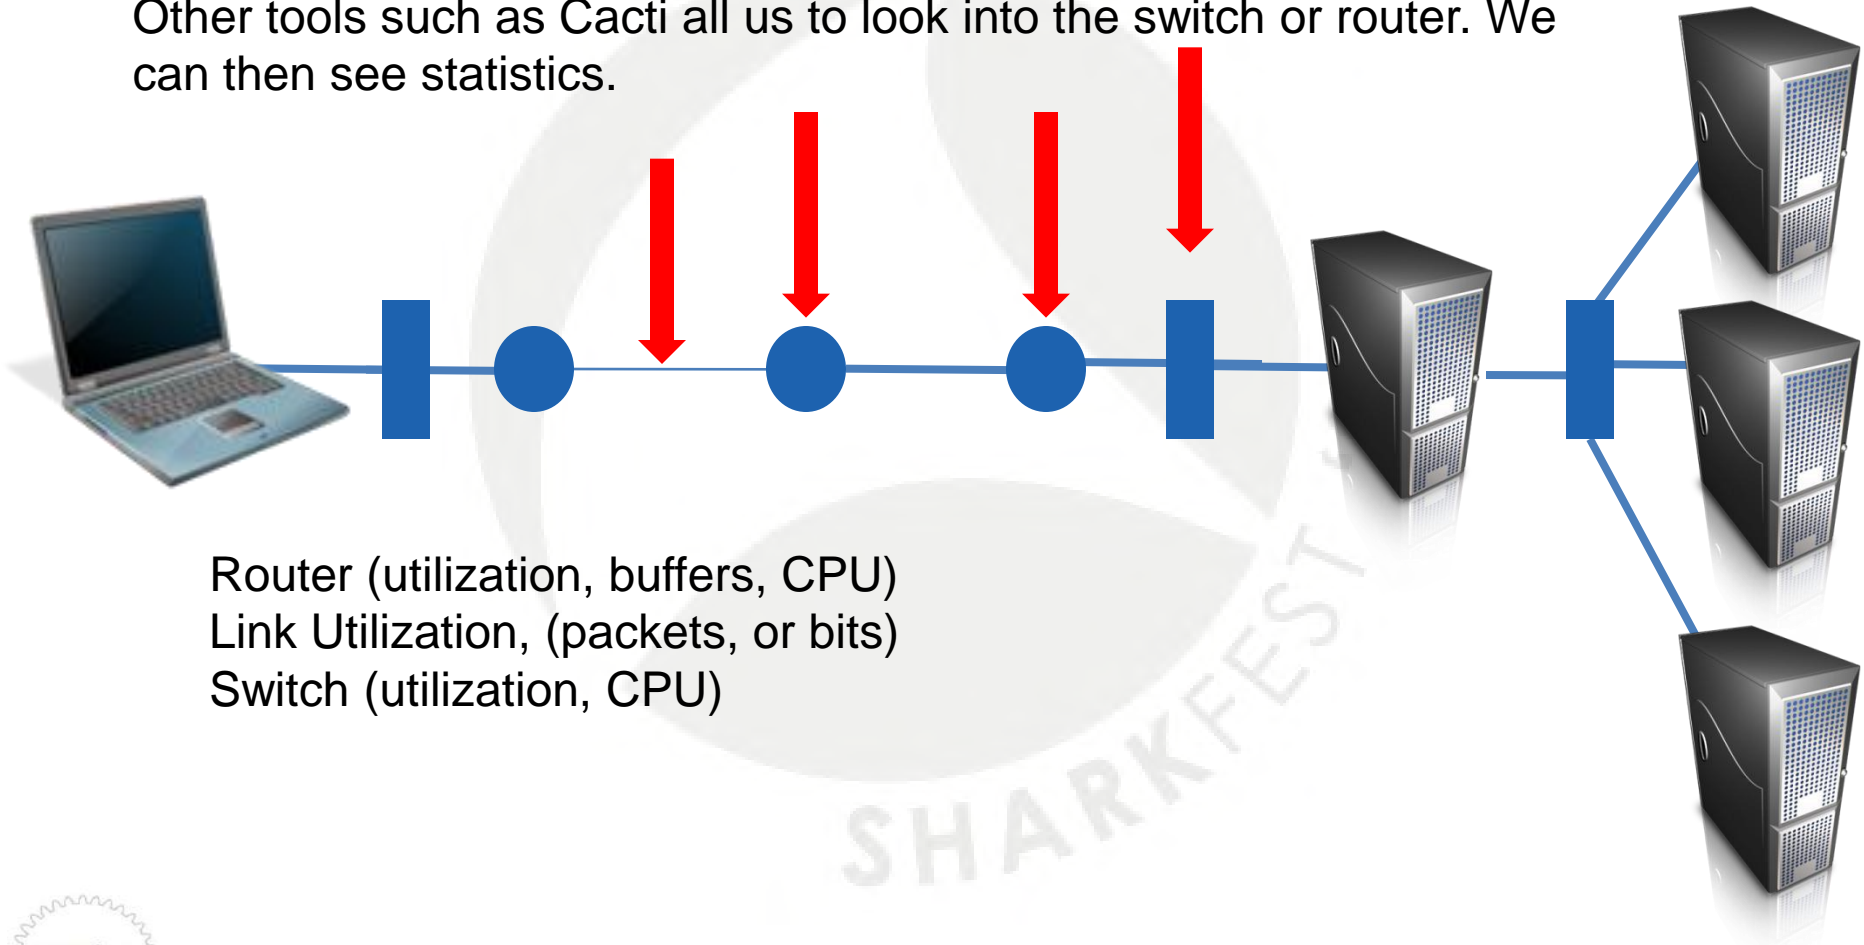 Other tools such as Cacti all us to look into the switch or router. We
can then see statistics.
Router (utilization, buffers, CPU)
Link Utilization, (packets, or bits)
Switch (utilization, CPU)
SHARKFEST